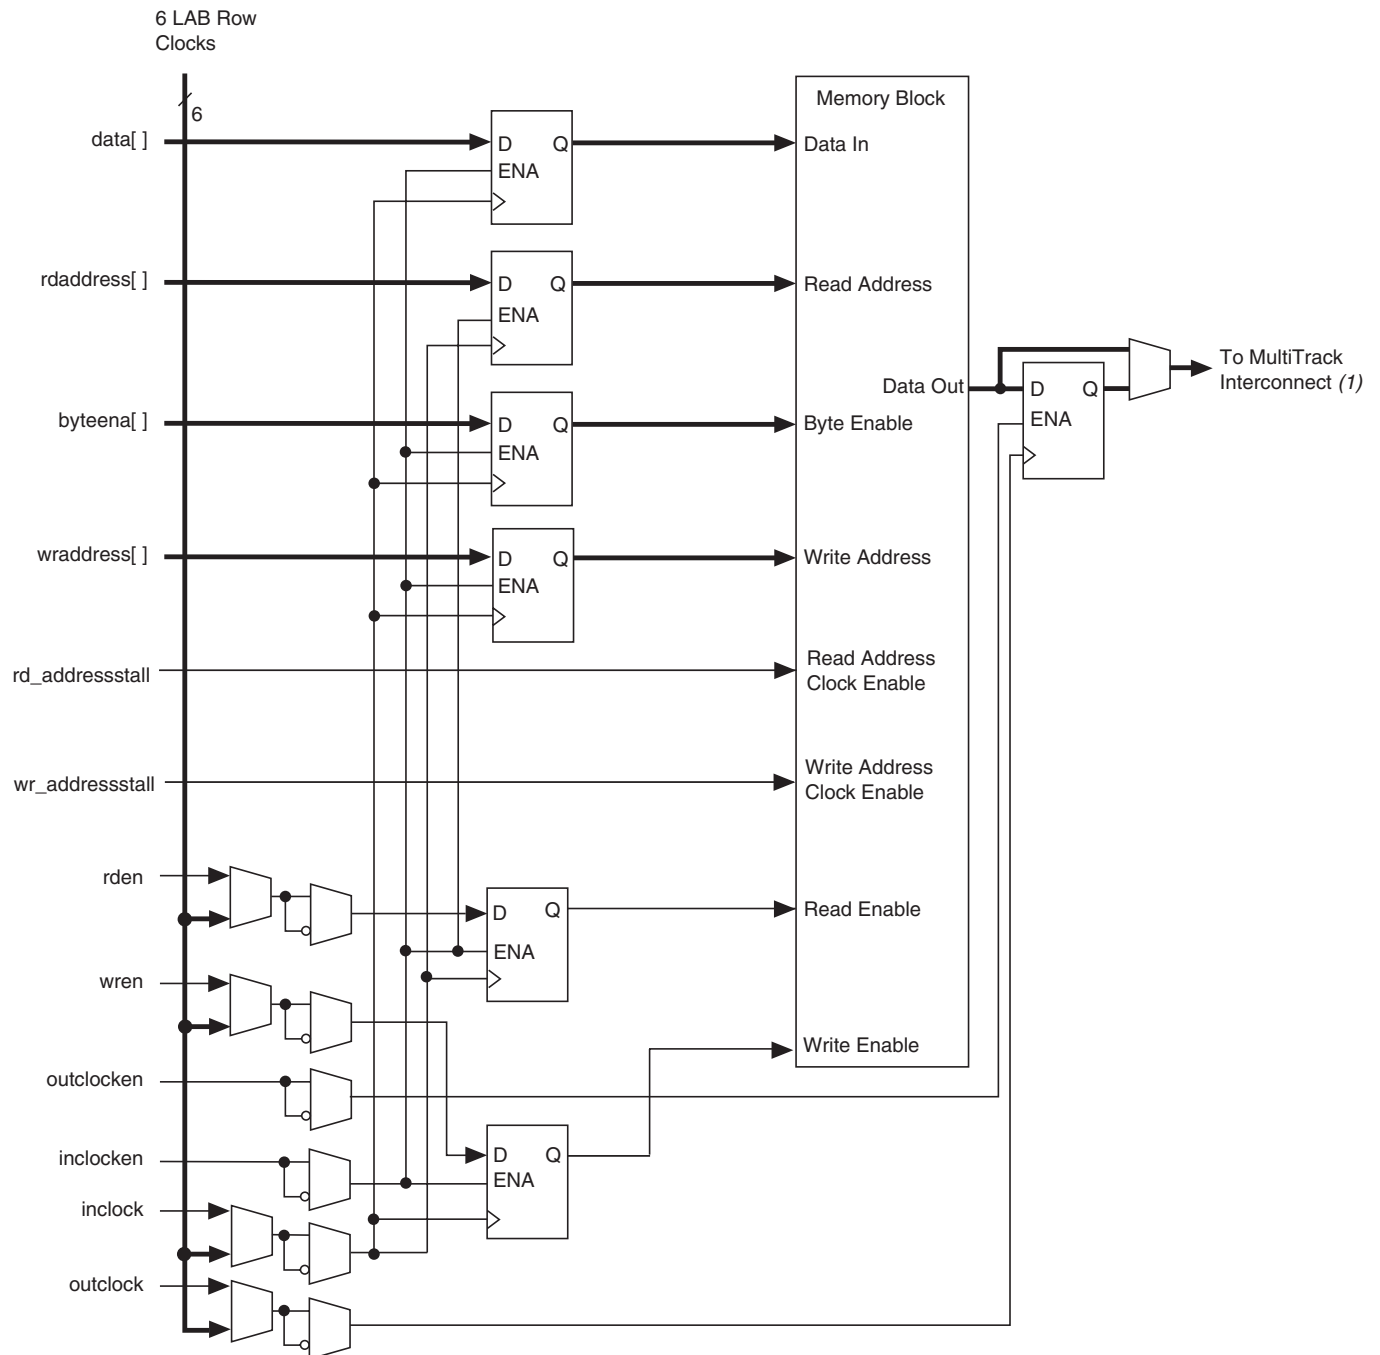 6 LAB Row
Clocks
6
Memory Block
data[ ]
D Q
ENA
Data In
rdaddress[ ]
D Q
ENA
Read Address
To MultiTrack
Interconnect (1)
Data Out
D Q
ENA
byteena[ ]
D Q
ENA
Byte Enable
wraddress[ ]
D Q
ENA
Write Address
rd_addressstall
Read Address
Clock Enable
wr_addressstall
Write Address
Clock Enable
rden
D Q
ENA
Read Enable
wren
Write Enable
outclocken
inclocken
D Q
ENA
inclock
outclock